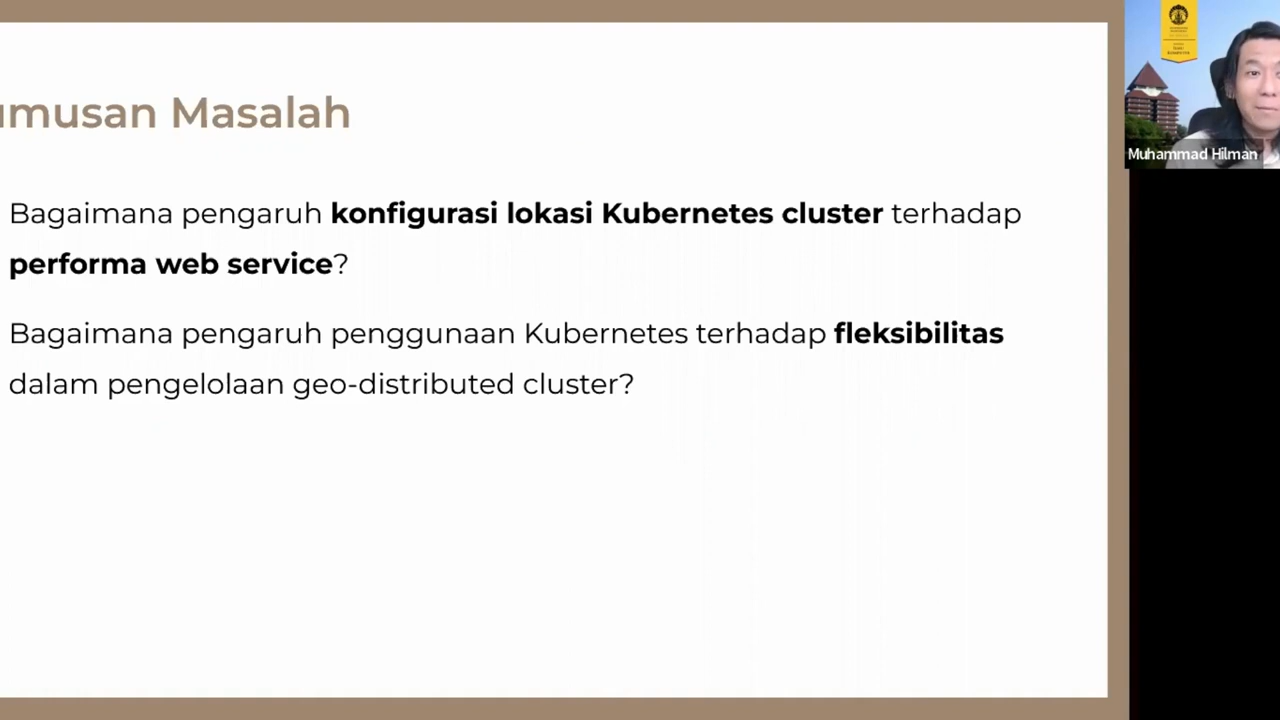 umusan Masalah
Bagaimana pengaruh konfigurasi lokasi Kubernetes cluster terhadap
performa web service?
Bagaimana pengaruh penggunaan Kubernetes terhadap fleksibilitas
dalam pengelolaan geo-distributed cluster?
Muhammad Hilman